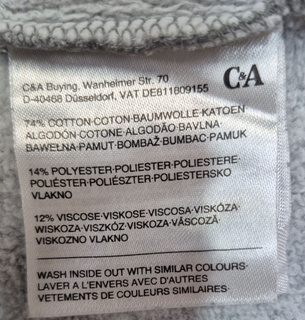 C&A Buying, Wanheimer Str. 70
D-40468 Düsseldorf, VAT DE811809155
C&A
74% COTTON·COTON·BAUMWOLLE·KATOEN
ALGODÓN·COTONE·ALGODÃO·BAVLNA·
BAWEŁNA·PAMUT·BOMBAŽ·BUMBAC·PAMUK
14% POLYESTER·POLIESTER·POLIESTERE·
POLIÉSTER·POLIÉSZTER·POLIESTERSKO
VLAKNO
12% VISCOSE·VISKOSE·VISCOSA·VISKÓZA·
WISKOZA·VISZKÓZ·VISKOZA·VÂSCOZĂ·
VISKOZNO VLAKNO
WASH INSIDE OUT WITH SIMILAR COLOURS·
LAVER A L'ENVERS AVEC D'AUTRES
VETEMENTS DE COULEURS SIMILAIRES·